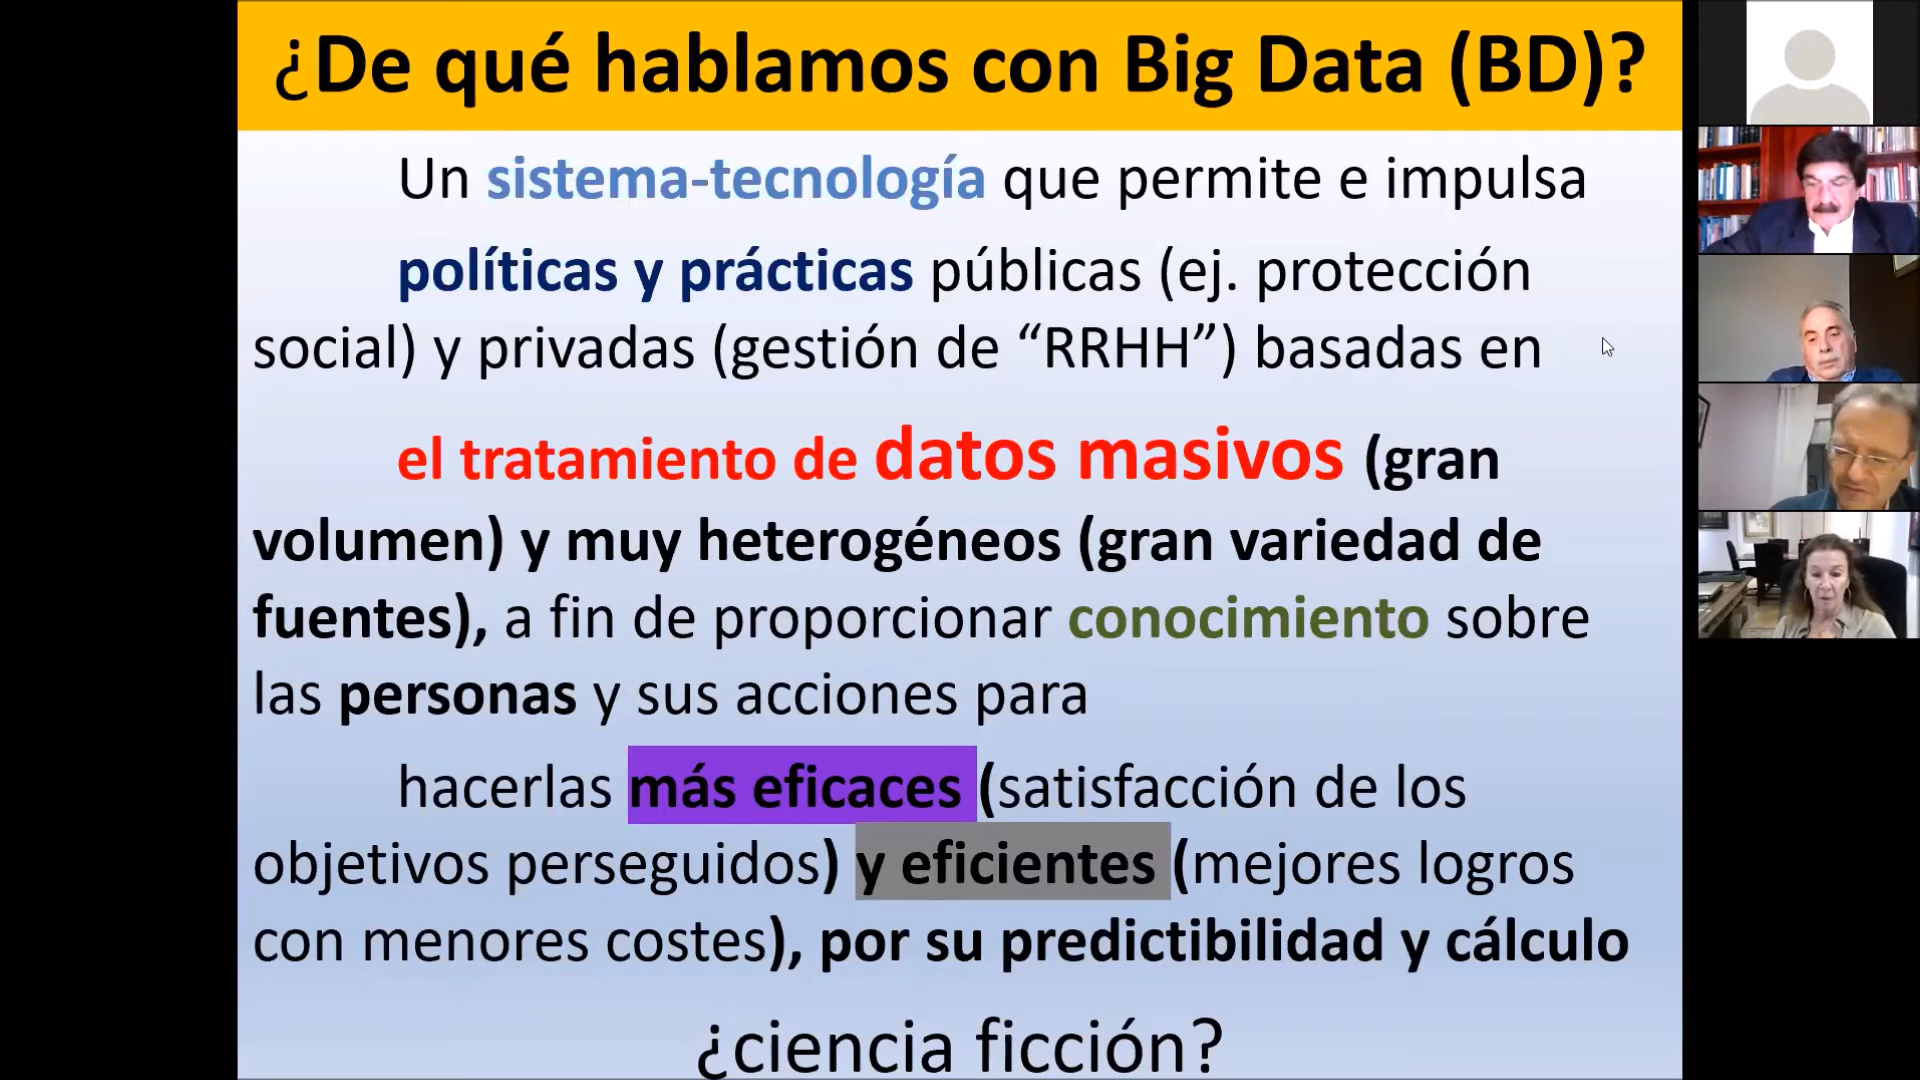 ¿De qué hablamos con Big Data (BD)?
Un sistema-tecnología que permite e impulsa
políticas y prácticas públicas (ej. protección
social) y privadas (gestión de “RRHH”) basadas en
el tratamiento de datos masivos (gran
volumen) y muy heterogéneos (gran variedad de
fuentes), a fin de proporcionar conocimiento sobre
las personas y sus acciones para
hacerlas más eficaces (satisfacción de los
objetivos perseguidos) y eficientes (mejores logros
con menores costes), por su predictibilidad y cálculo
¿ciencia ficción?